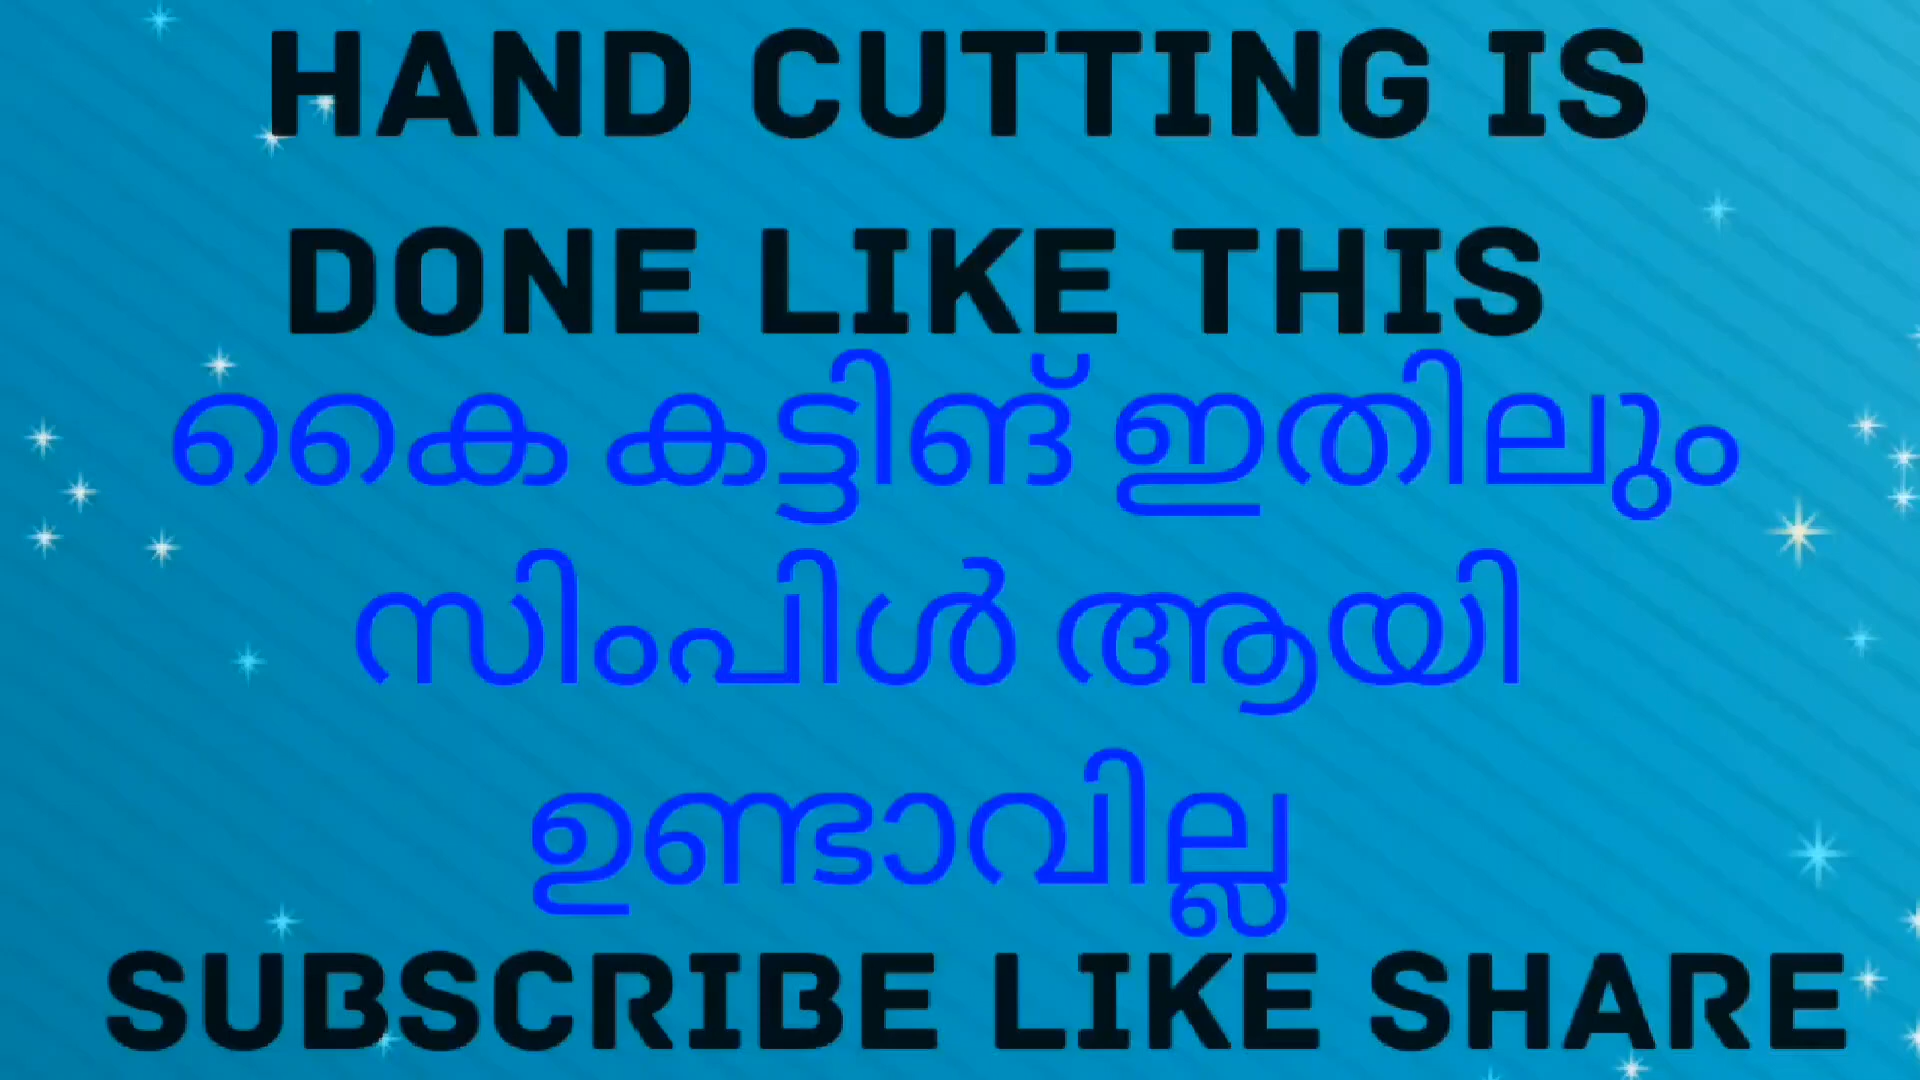 HAND CUTTING IS
DONE LIKE THIS
കൈ കട്ടിങ് ഇതിലും
സിംപിൾ ആയി
ഉണ്ടാവില്ല
SUBSCRIBE LIKE SHARE